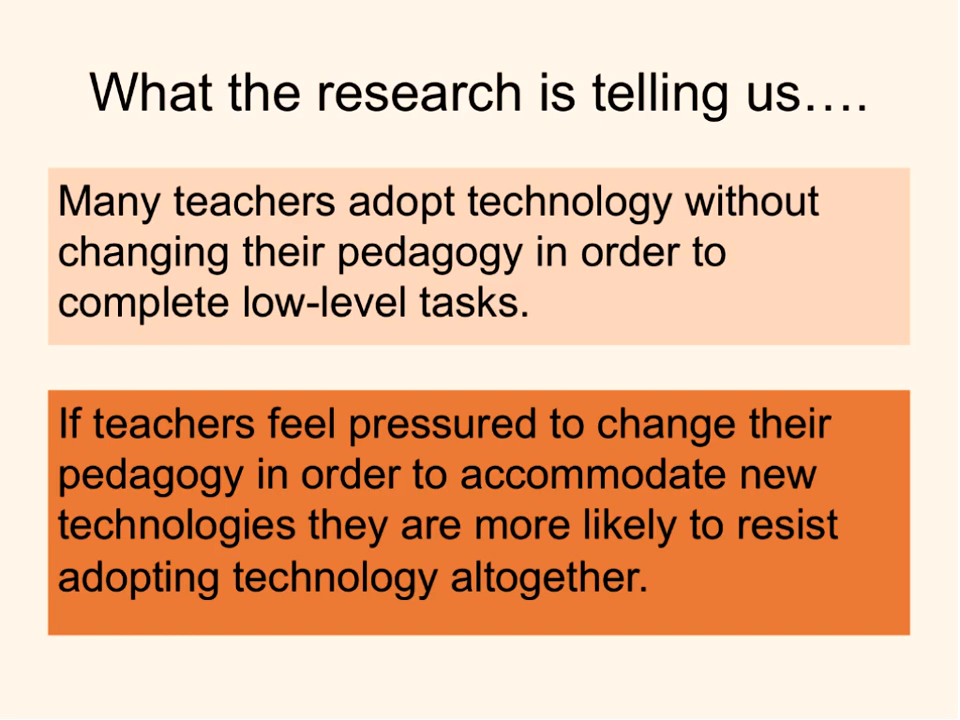 What the research is telling us….
Many teachers adopt technology without
changing their pedagogy in order to
complete low-level tasks.
If teachers feel pressured to change their
pedagogy in order to accommodate new
technologies they are more likely to resist
adopting technology altogether.